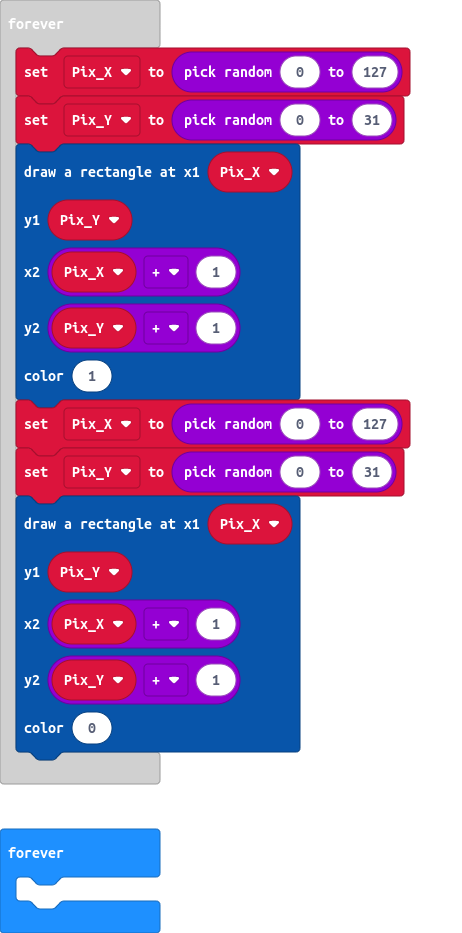 forever
set Pix_X to pick random 0 to 127
set Pix_Y to pick random 0 to 31
draw a rectangle at x1 Pix_X
y1 Pix_Y
x2 Pix_X + 1
y2 Pix_Y + 1
color 1
set Pix_X to pick random 0 to 127
set Pix_Y to pick random 0 to 31
draw a rectangle at x1 Pix_X
y1 Pix_Y
x2 Pix_X + 1
y2 Pix_Y + 1
color 0
forever